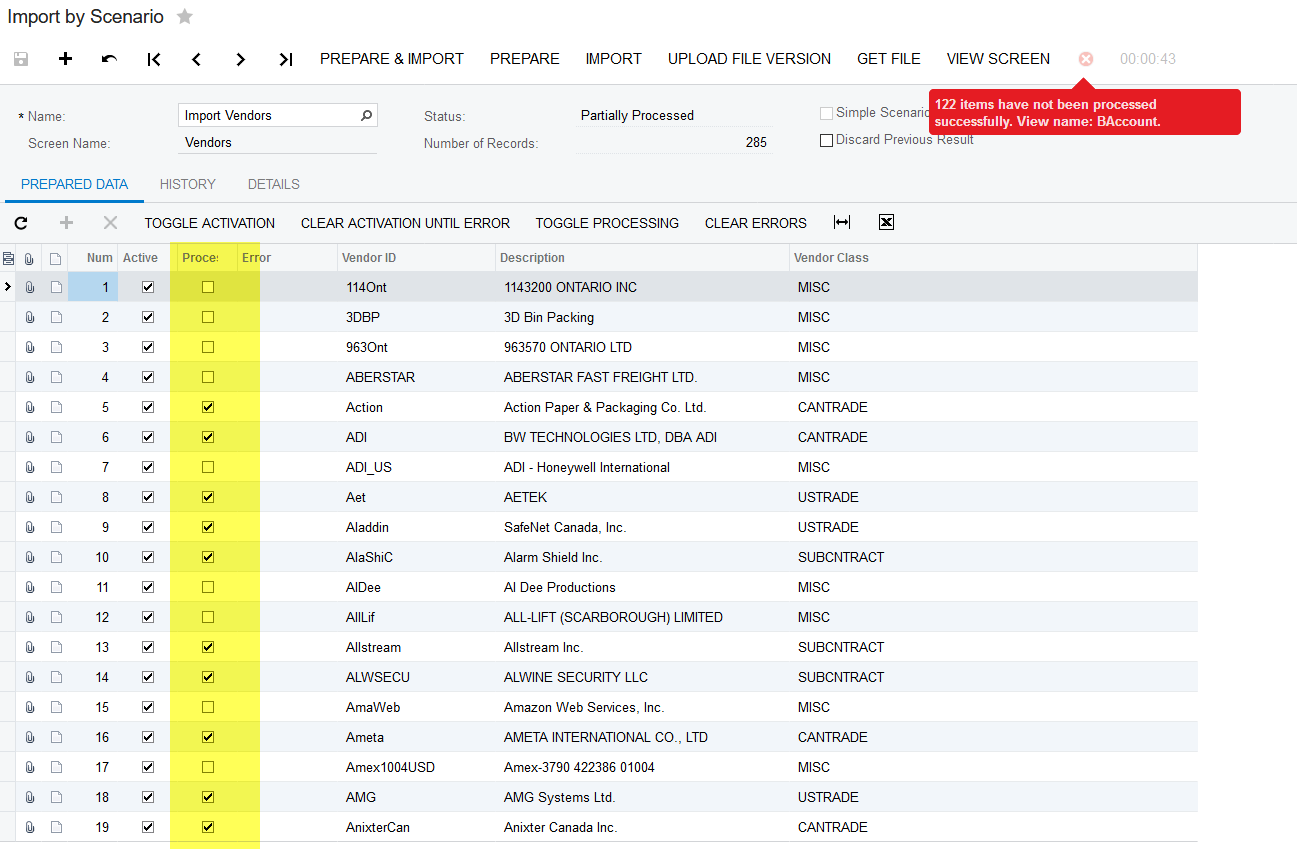 Import by Scenario
PREPARE & IMPORT PREPARE IMPORT UPLOAD FILE VERSION GET FILE VIEW SCREEN 00:00:43
122 items have not been processed
successfully. View name: BAccount.
* Name: Import Vendors Status: Partially Processed Simple Scenario
Screen Name: Vendors Number of Records: 285 Discard Previous Result
PREPARED DATA HISTORY DETAILS
TOGGLE ACTIVATION CLEAR ACTIVATION UNTIL ERROR TOGGLE PROCESSING CLEAR ERRORS
Num Active Proces Error Vendor ID Description Vendor Class
1 114Ont 1143200 ONTARIO INC MISC
2 3DBP 3D Bin Packing MISC
3 963Ont 963570 ONTARIO LTD MISC
4 ABERSTAR ABERSTAR FAST FREIGHT LTD. MISC
5 Action Action Paper & Packaging Co. Ltd. CANTRADE
6 ADI BW TECHNOLOGIES LTD, DBA ADI CANTRADE
7 ADI_US ADI - Honeywell International MISC
8 Aet AETEK USTRADE
9 Aladdin SafeNet Canada, Inc. USTRADE
10 AlaShiC Alarm Shield Inc. SUBCNTRACT
11 AlDee Al Dee Productions MISC
12 AllLif ALL-LIFT (SCARBOROUGH) LIMITED MISC
13 Allstream Allstream Inc. SUBCNTRACT
14 ALWSECU ALWINE SECURITY LLC SUBCNTRACT
15 AmaWeb Amazon Web Services, Inc. MISC
16 Ameta AMETA INTERNATIONAL CO., LTD CANTRADE
17 Amex1004USD Amex-3790 422386 01004 MISC
18 AMG AMG Systems Ltd. USTRADE
19 AnixterCan Anixter Canada Inc. CANTRADE